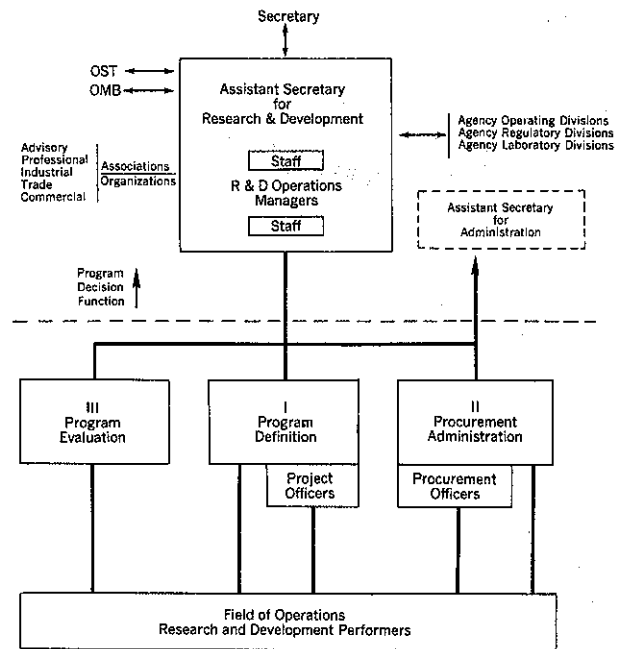 Secretary
OST
OMB
Assistant Secretary
for
Research & Development
Staff
R & D Operations
Managers
Staff
Agency Operating Divisions
Agency Regulatory Divisions
Agency Laboratory Divisions
Advisory
Professional
Industrial
Trade
Commercial
Associations
Organizations
Assistant Secretary
for
Administration
Program
Decision
Function
III
Program
Evaluation
I
Program
Definition
Project
Officers
II
Procurement
Administration
Procurement
Officers
Field of Operations
Research and Development Performers